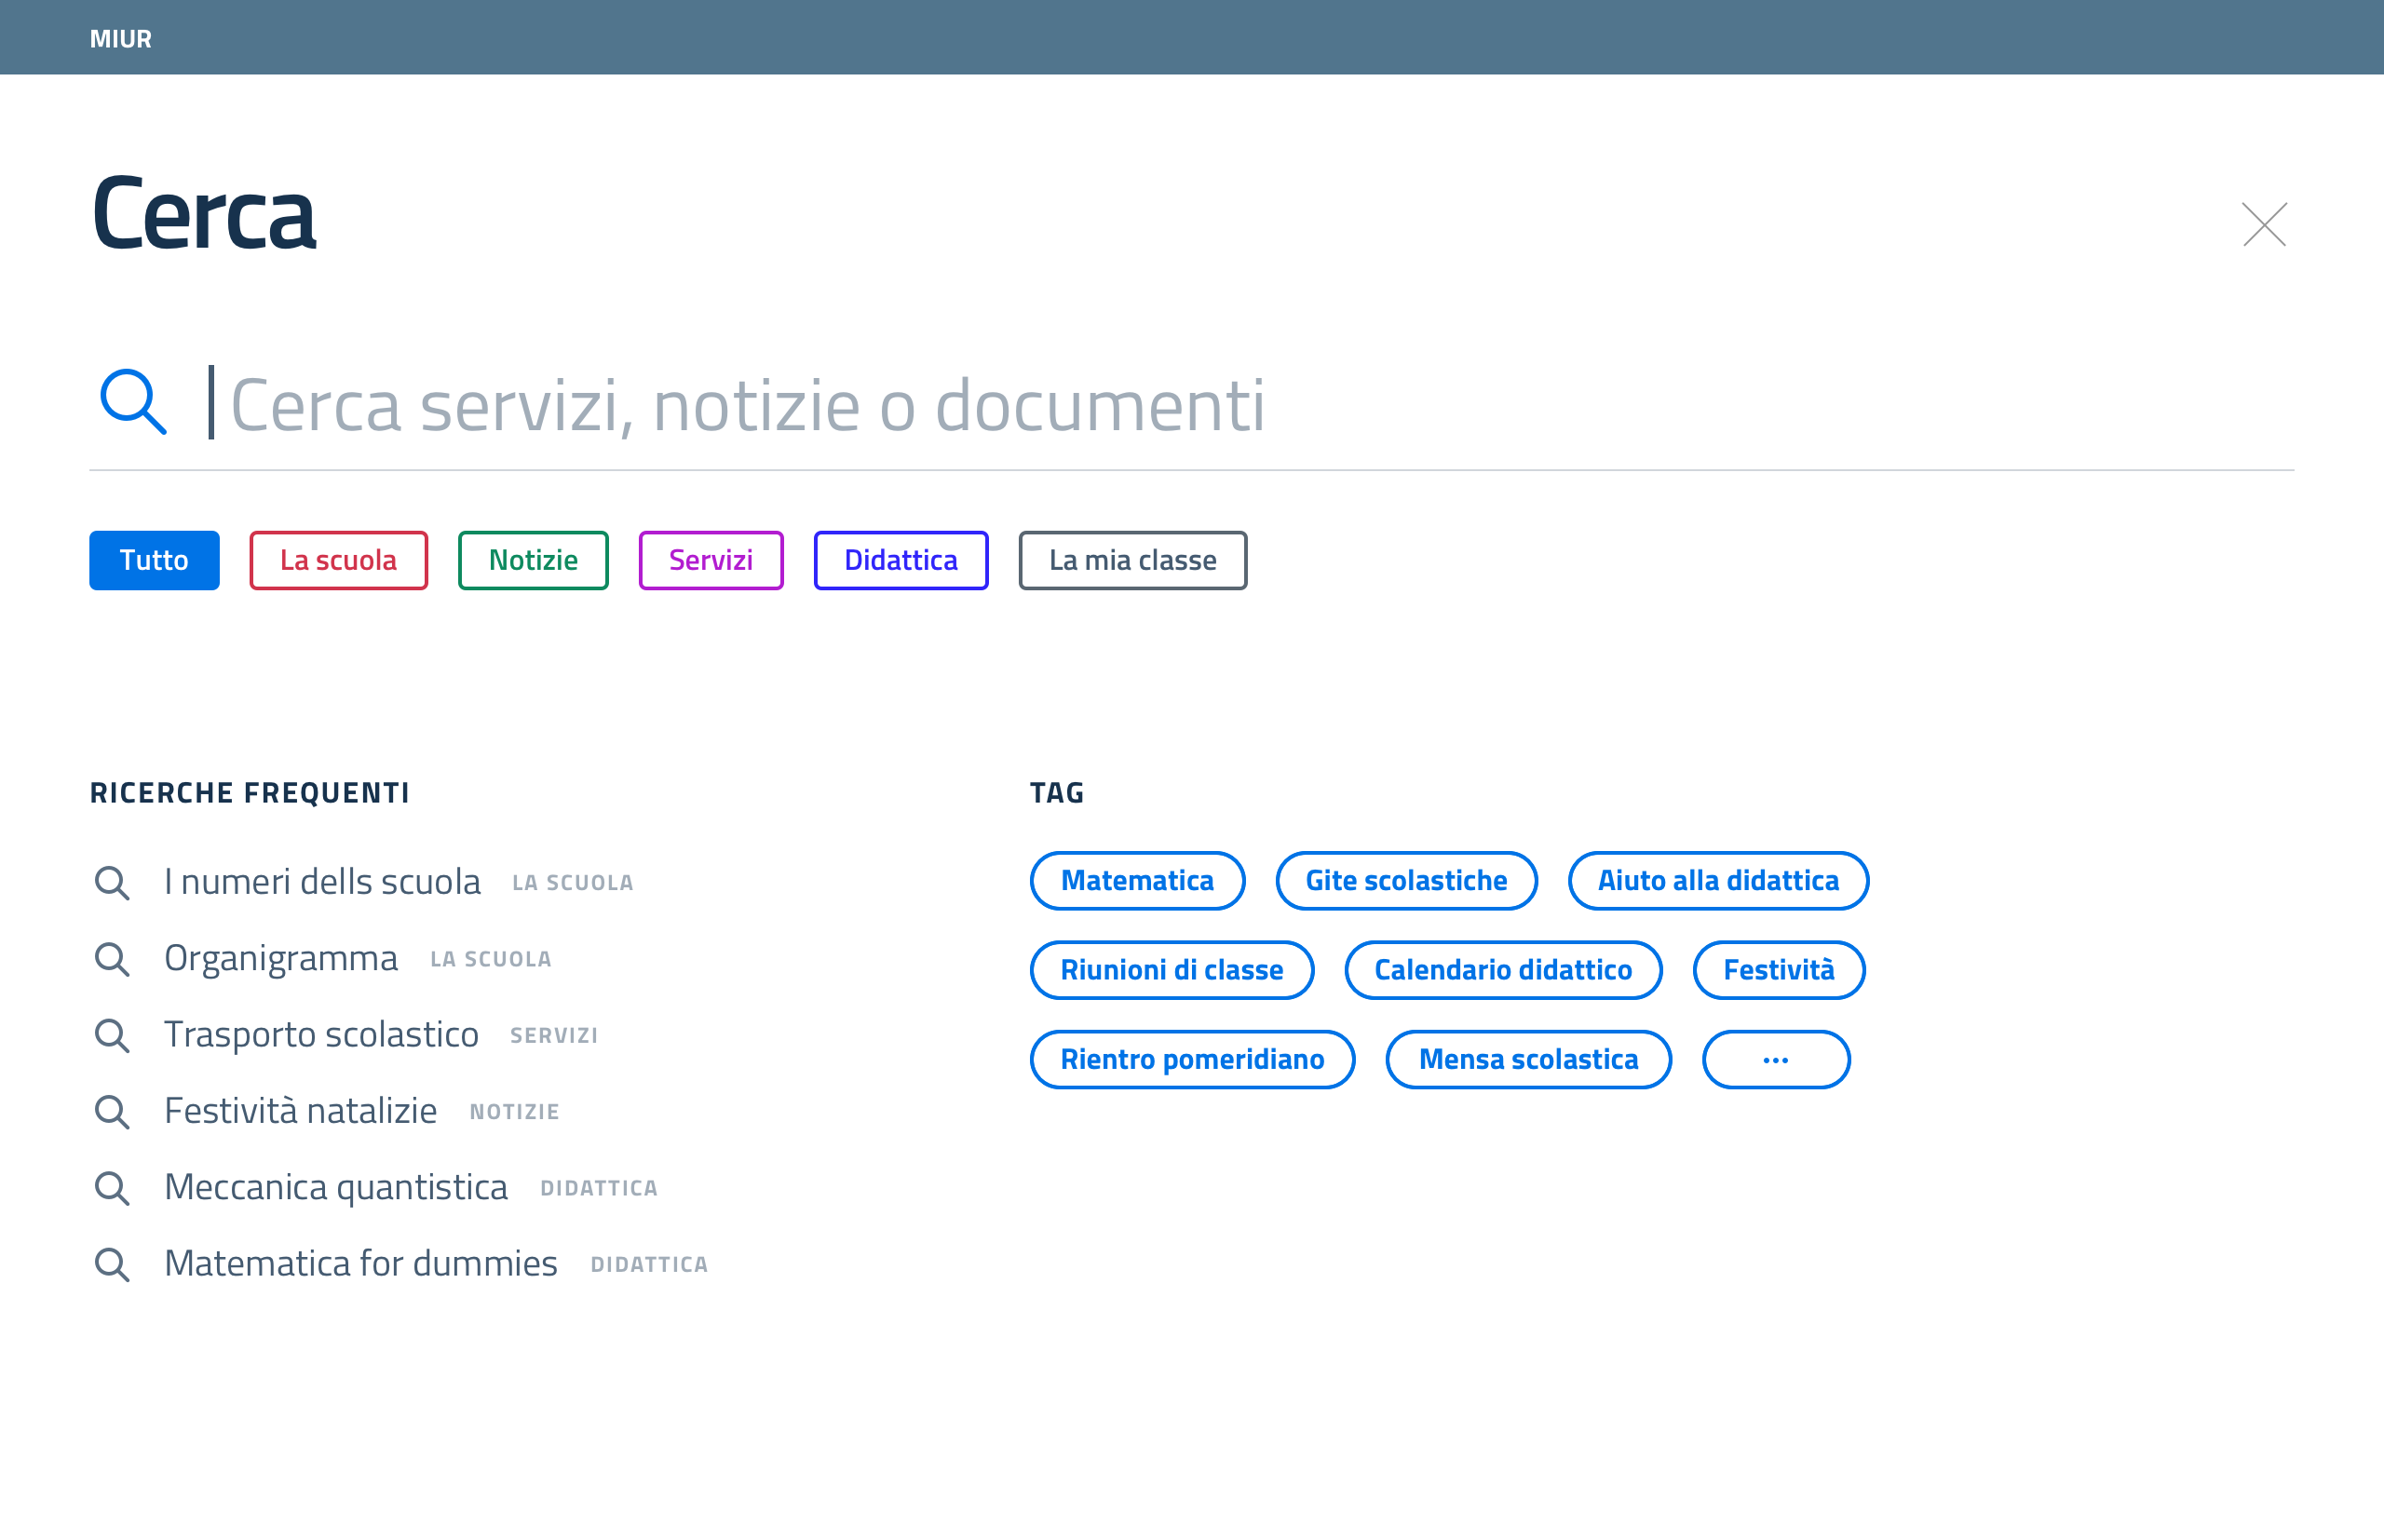 MIUR
Cerca
Cerca servizi, notizie o documenti
Tutto La scuola Notizie Servizi Didattica La mia classe
RICERCHE FREQUENTI
I numeri dells scuola LA SCUOLA
Organigramma LA SCUOLA
Trasporto scolastico SERVIZI
Festività natalizie NOTIZIE
Meccanica quantistica DIDATTICA
Matematica for dummies DIDATTICA
TAG
Matematica Gite scolastiche Aiuto alla didattica
Riunioni di classe Calendario didattico Festività
Rientro pomeridiano Mensa scolastica ...